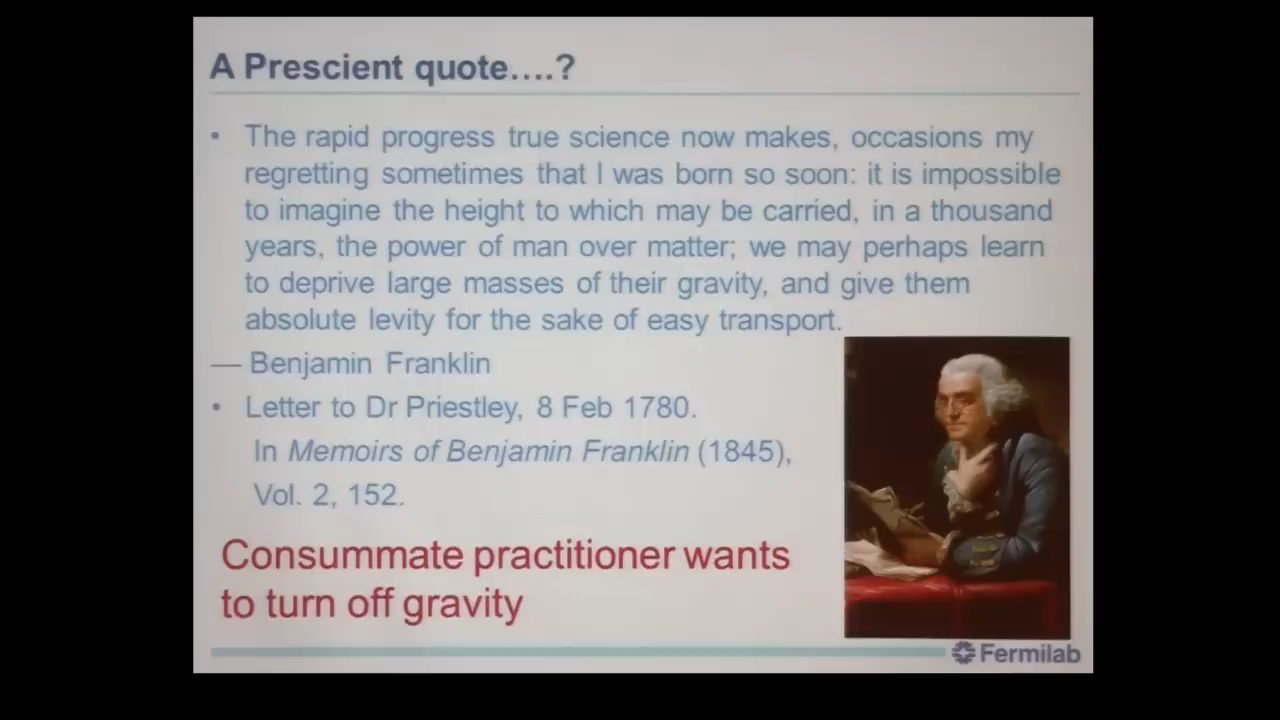 A Prescient quote....?
• The rapid progress true science now makes, occasions my
regretting sometimes that I was born so soon: it is impossible
to imagine the height to which may be carried, in a thousand
years, the power of man over matter; we may perhaps learn
to deprive large masses of their gravity, and give them
absolute levity for the sake of easy transport.
— Benjamin Franklin
• Letter to Dr Priestley, 8 Feb 1780.
In Memoirs of Benjamin Franklin (1845),
Vol. 2, 152.
Consummate practitioner wants
to turn off gravity
Fermilab